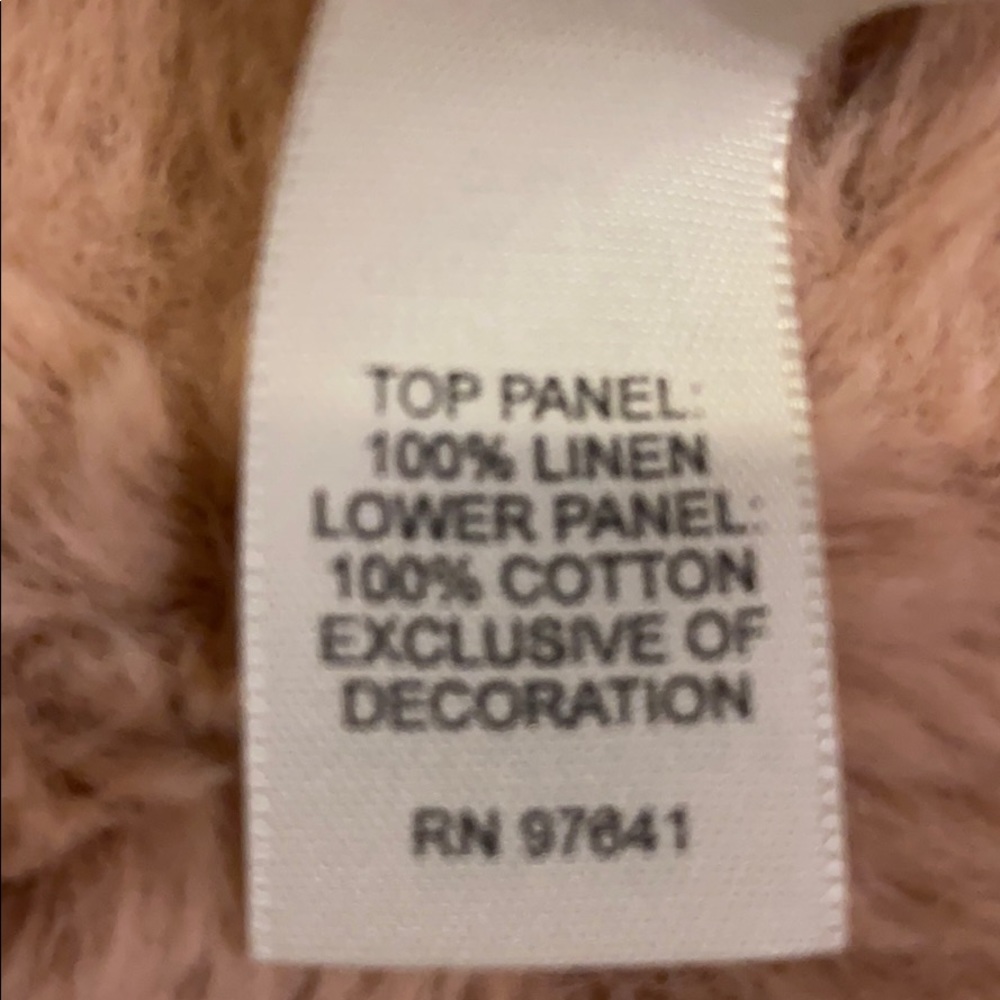 TOP PANEL:
100% LINEN
LOWER PANEL:
100% COTTON
EXCLUSIVE OF
DECORATION
RN 97641